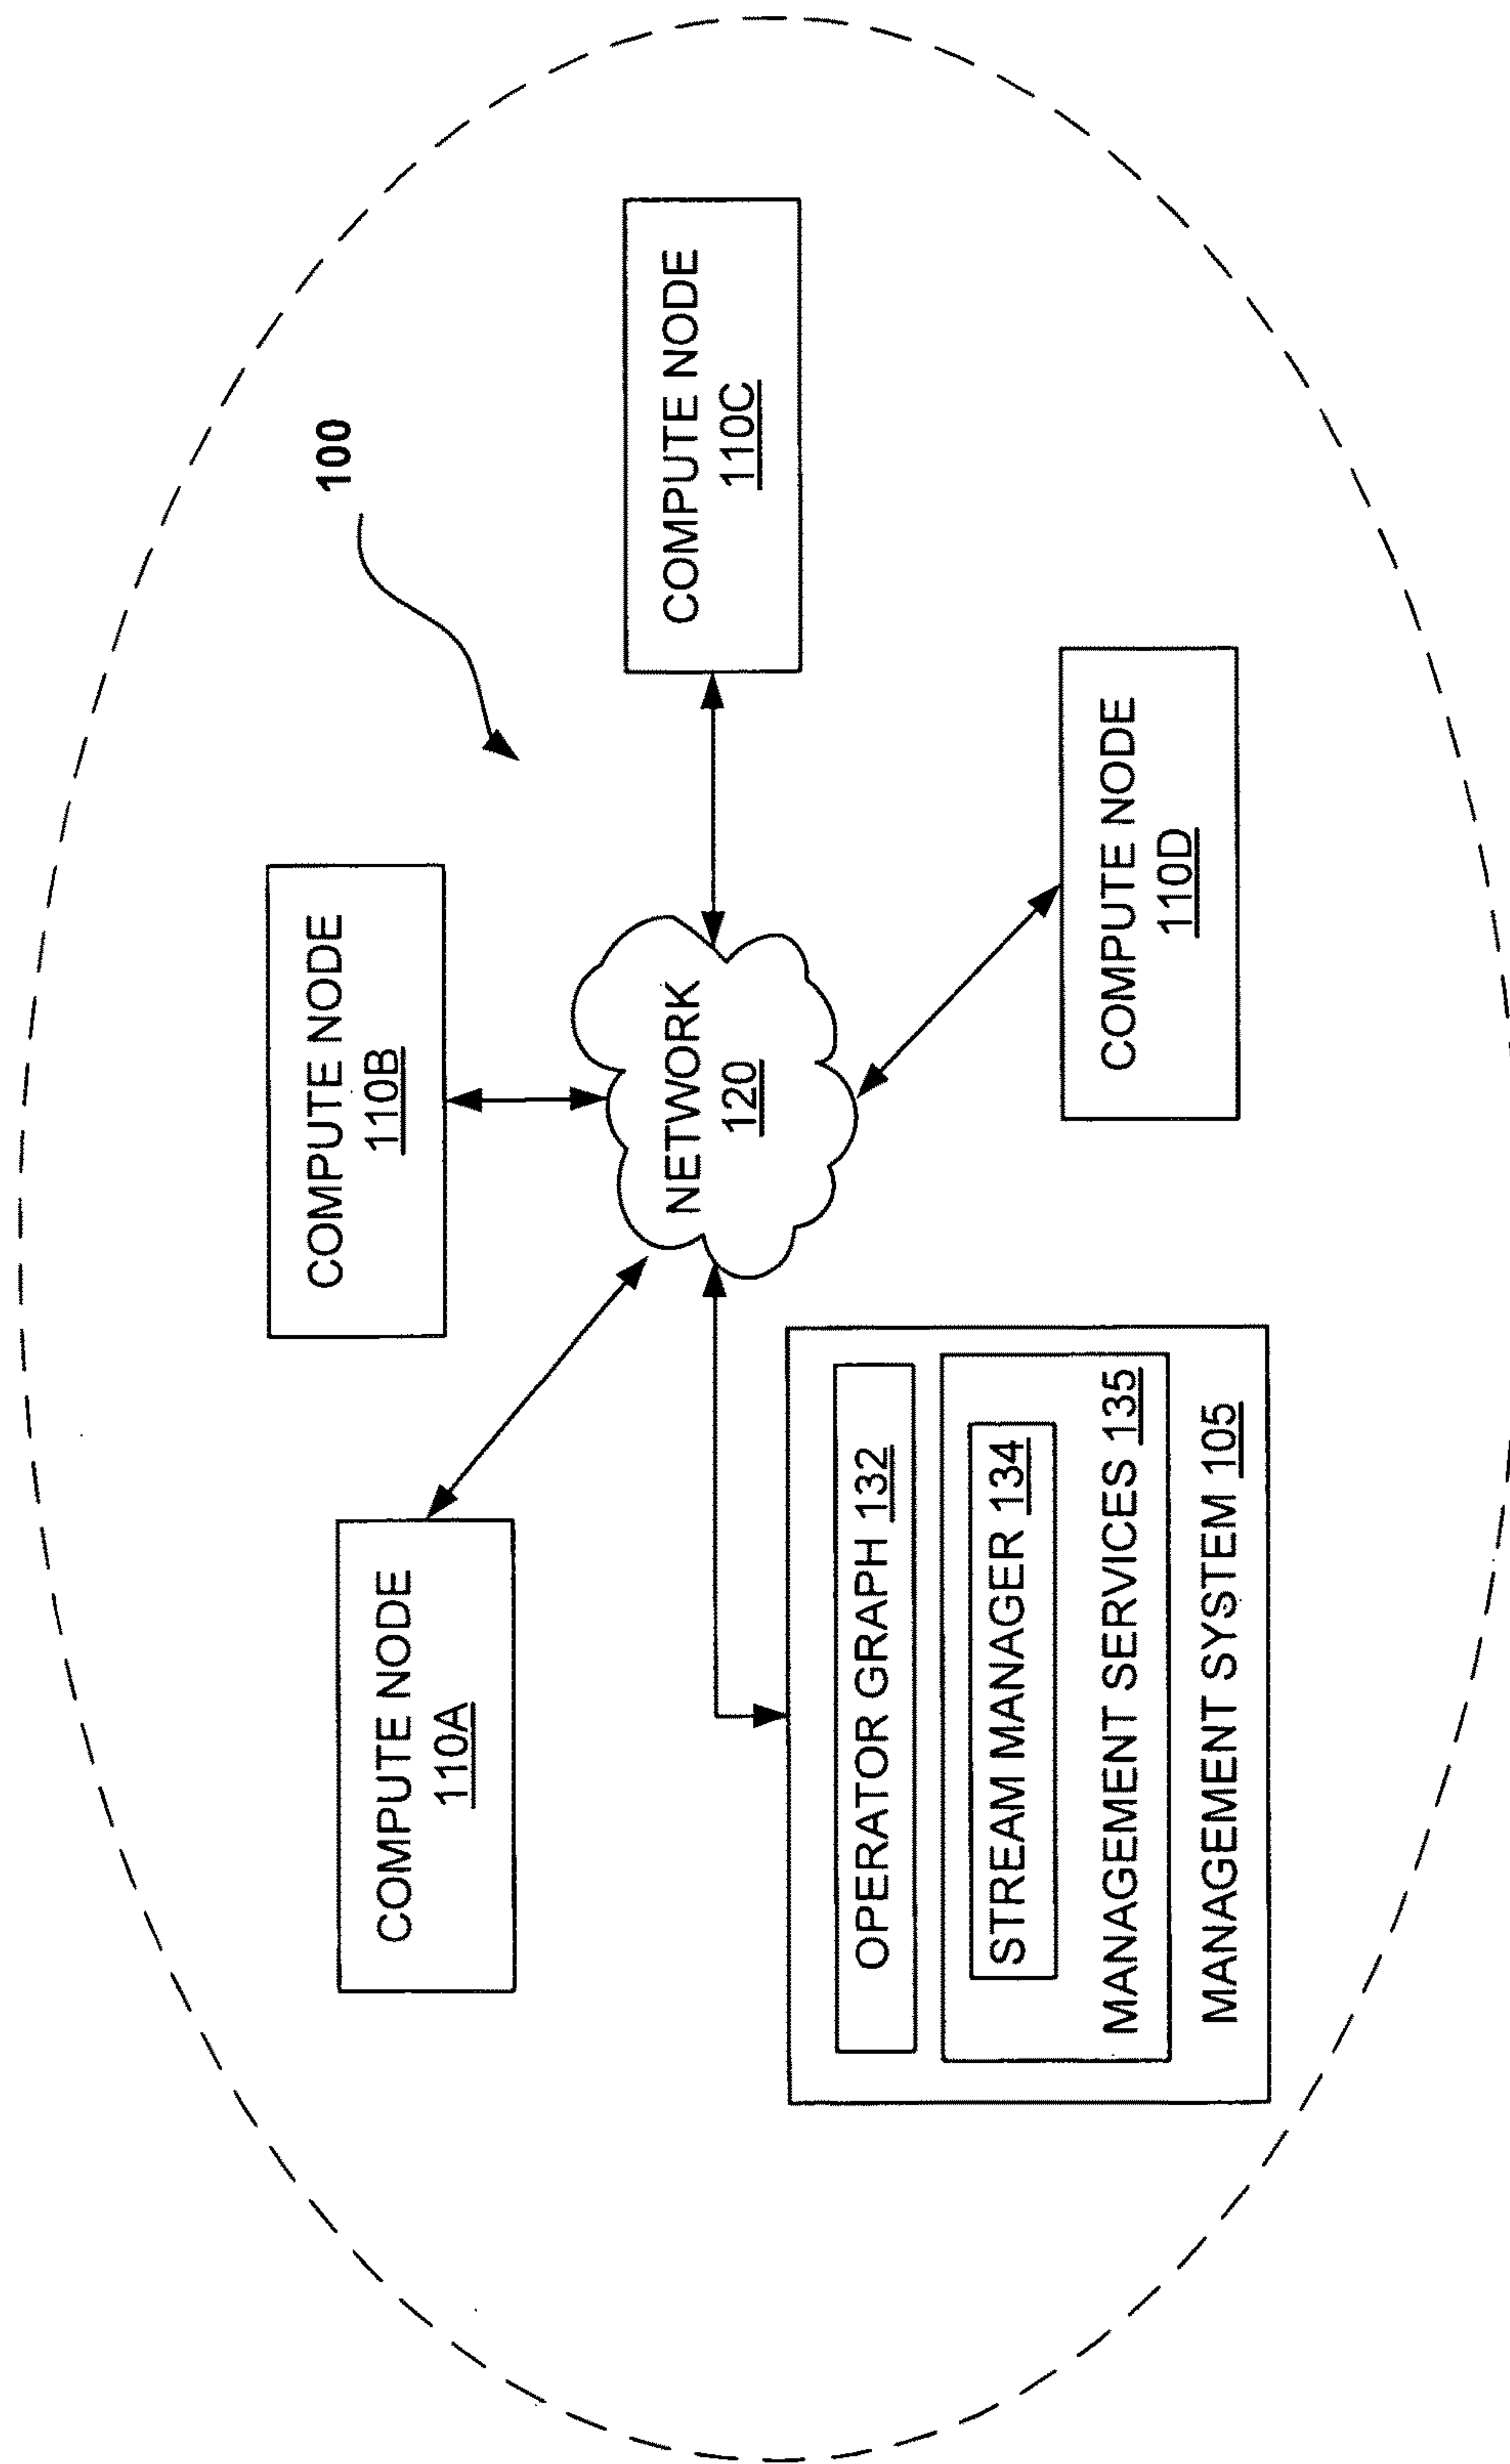 100
COMPUTE NODE
110B
COMPUTE NODE
110A
COMPUTE NODE
110C
NETWORK
120
COMPUTE NODE
110D
OPERATOR GRAPH 132
STREAM MANAGER 134
MANAGEMENT SERVICES 135
MANAGEMENT SYSTEM 105